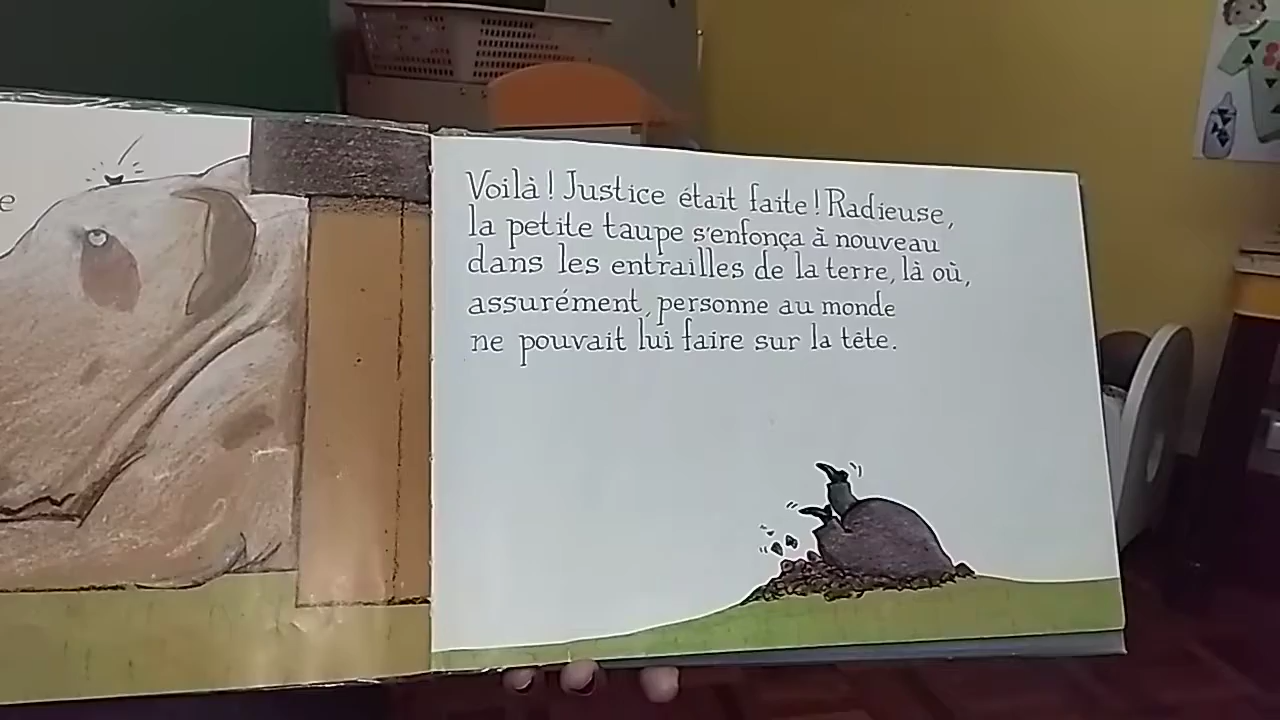 e
Voilà ! Justice était faite ! Radieuse,
la petite taupe s'enfonça à nouveau
dans les entrailles de la terre, là où,
assurément, personne au monde
ne pouvait lui faire sur la tête.